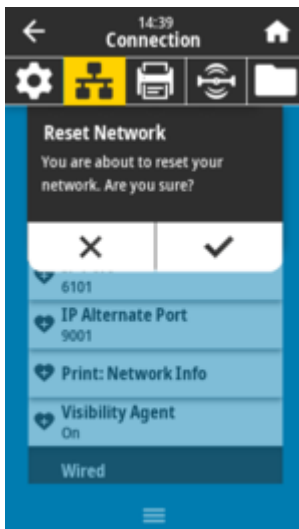 14:39
Connection
Reset Network
You are about to reset your
network. Are you sure?
6101
IP Alternate Port
9001
Print: Network Info
Visibility Agent
On
Wired